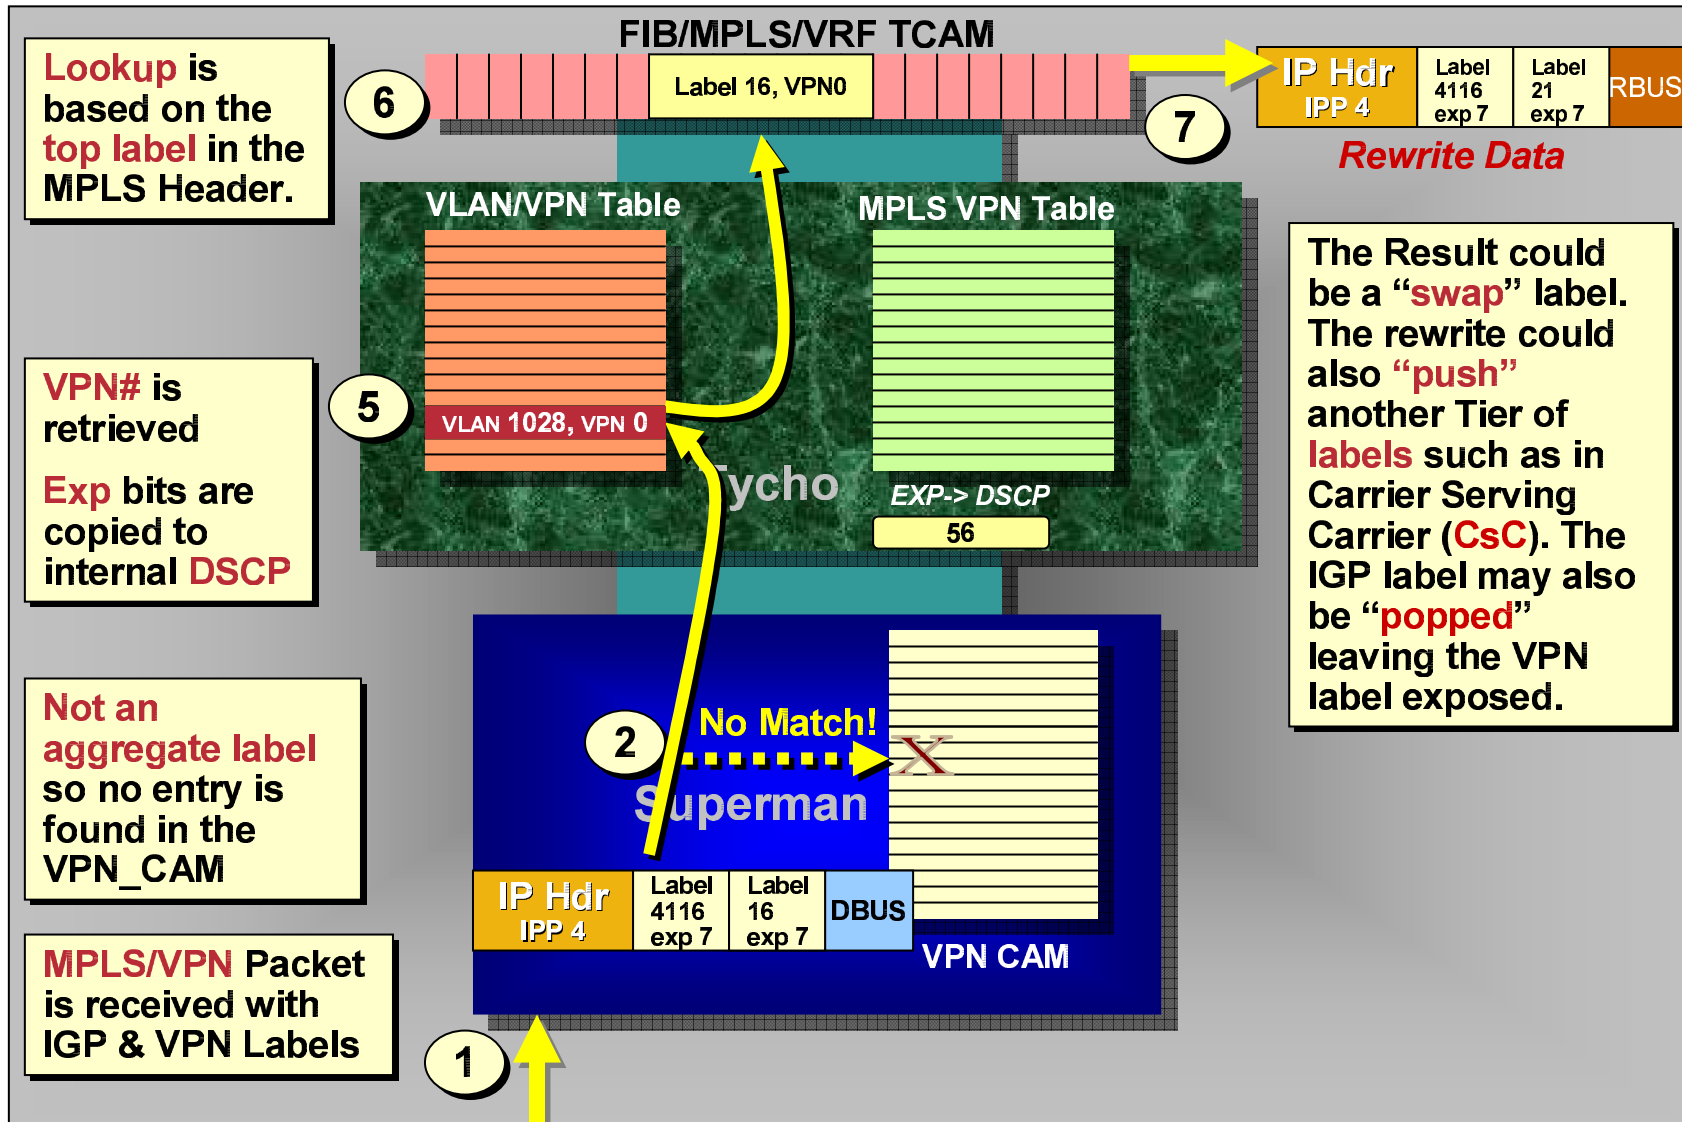 FIB/MPLS/VRF TCAM
Lookup is
based on the
top label in the
MPLS Header.
6
Label 16, VPN0
7
IP Hdr
IPP 4
Label
4116
exp 7
Label
21
exp 7
RBUS
Rewrite Data
VLAN/VPN Table
MPLS VPN Table
The Result could
be a “swap” label.
The rewrite could
also “push”
another Tier of
labels such as in
Carrier Serving
Carrier (CsC). The
IGP label may also
be “popped”
leaving the VPN
label exposed.
VPN# is
retrieved
Exp bits are
copied to
internal DSCP
5
VLAN 1028, VPN 0
Tycho
EXP-> DSCP
56
Not an
aggregate label
so no entry is
found in the
VPN_CAM
2
No Match!
X
Superman
IP Hdr
IPP 4
Label
4116
exp 7
Label
16
exp 7
DBUS
VPN CAM
MPLS/VPN Packet
is received with
IGP & VPN Labels
1